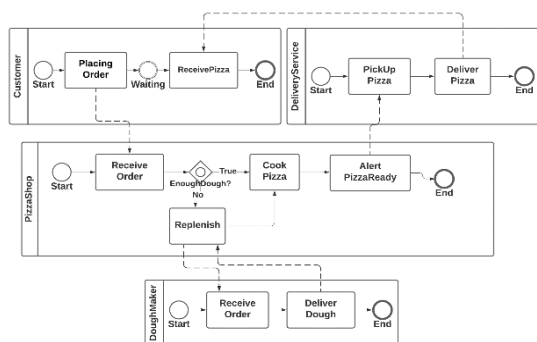 Customer
Start
Placing
Order
Waiting
ReceivePizza
End
DeliveryService
Start
PickUp
Pizza
Deliver
Pizza
End
PizzaShop
Start
Receive
Order
EnoughDough?
True
No
Replenish
Cook
Pizza
Alert
PizzaReady
End
DoughMaker
Start
Receive
Order
Deliver
Dough
End